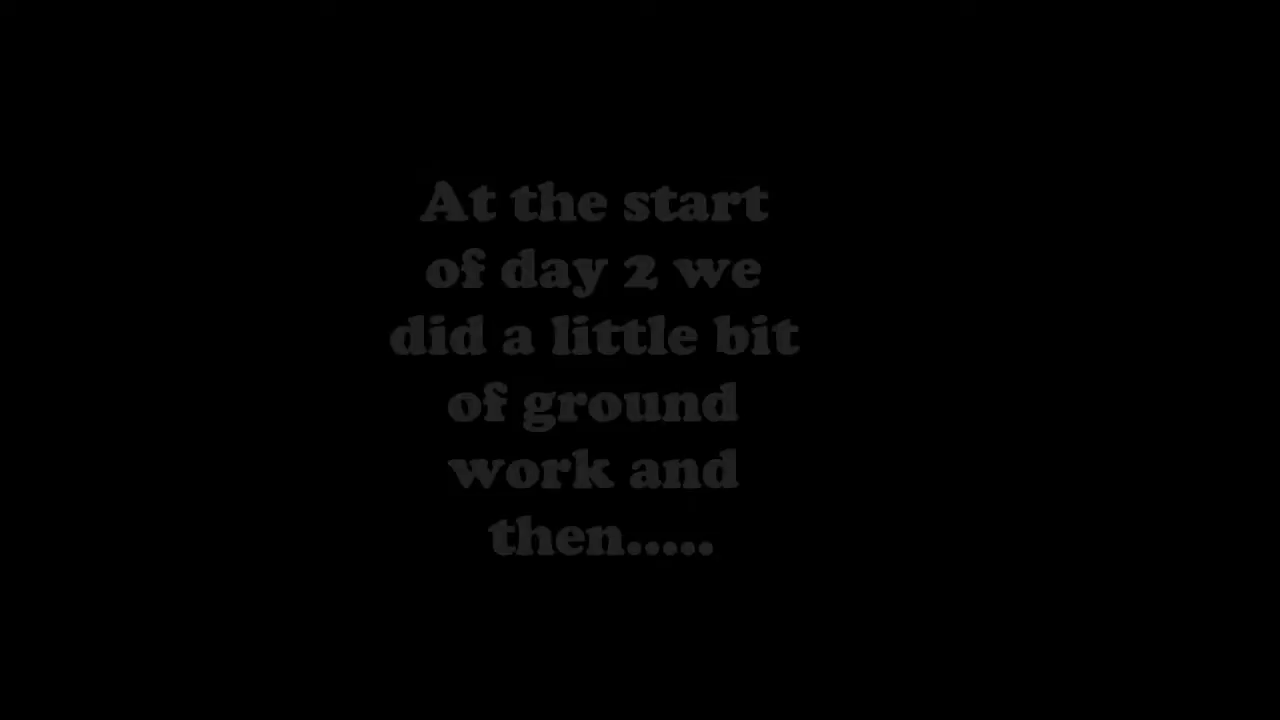 At the start
of day 2 we
did a little bit
of ground
work and
then.....